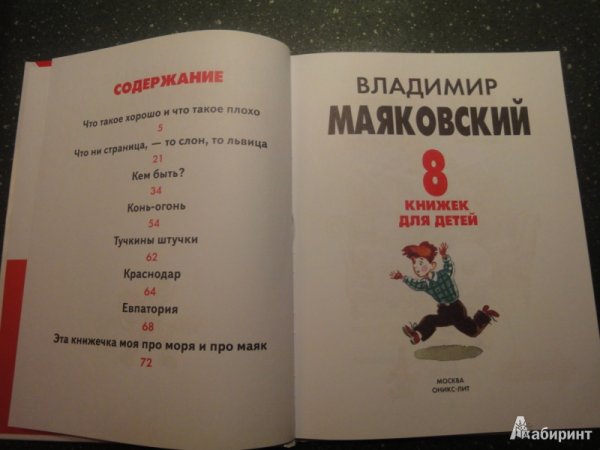 СОДЕРЖАНИЕ
Что такое хорошо и что такое плохо
5
Что ни страница, — то слон, то львица
21
Кем быть?
34
Конь-огонь
54
Тучкины штучки
62
Краснодар
64
Евпатория
68
Эта книжечка моя про моря и про маяк
72
ВЛАДИМИР
МАЯКОВСКИЙ
8
КНИЖЕК
ДЛЯ ДЕТЕЙ
МОСКВА
ОНИКС-ЛИТ
Лабиринт